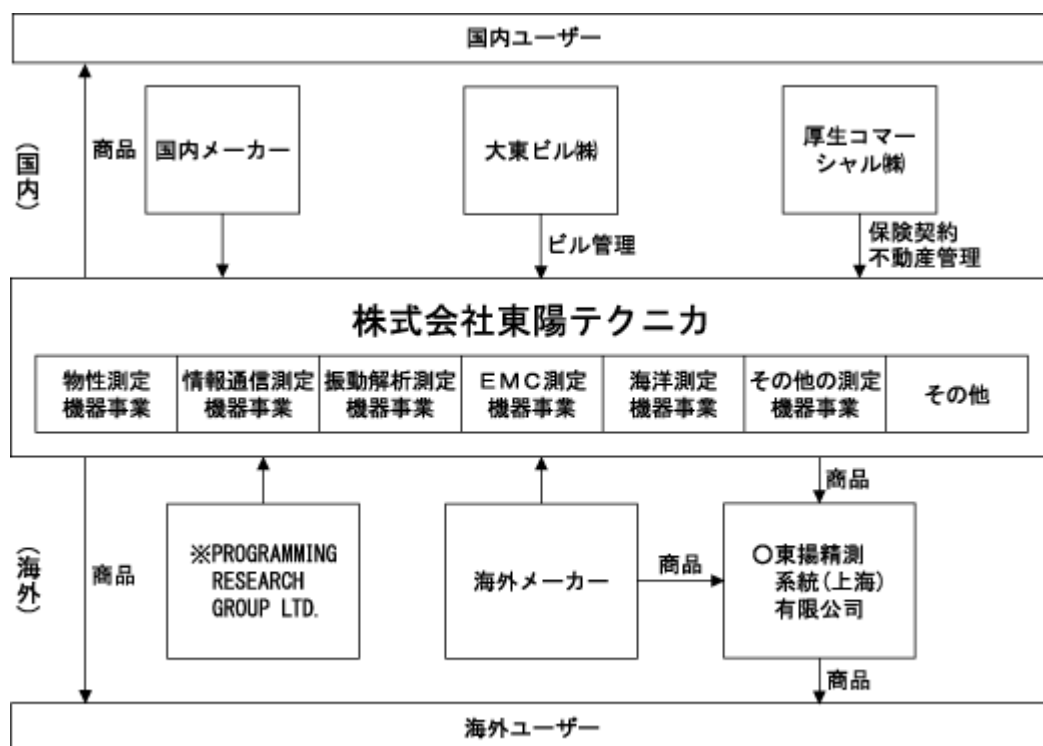 国内ユーザー
(国内)
商品
国内メーカー
大東ビル㈱
厚生コマー
シャル㈱
ビル管理
保険契約
不動産管理
株式会社東陽テクニカ
物性測定
機器事業
情報通信測定
機器事業
振動解析測定
機器事業
EMC測定
機器事業
海洋測定
機器事業
その他の測定
機器事業
その他
(海外)
商品
※PROGRAMMING
RESEARCH
GROUP LTD.
海外メーカー
商品
商品
○東揚精測
系統(上海)
有限公司
商品
海外ユーザー